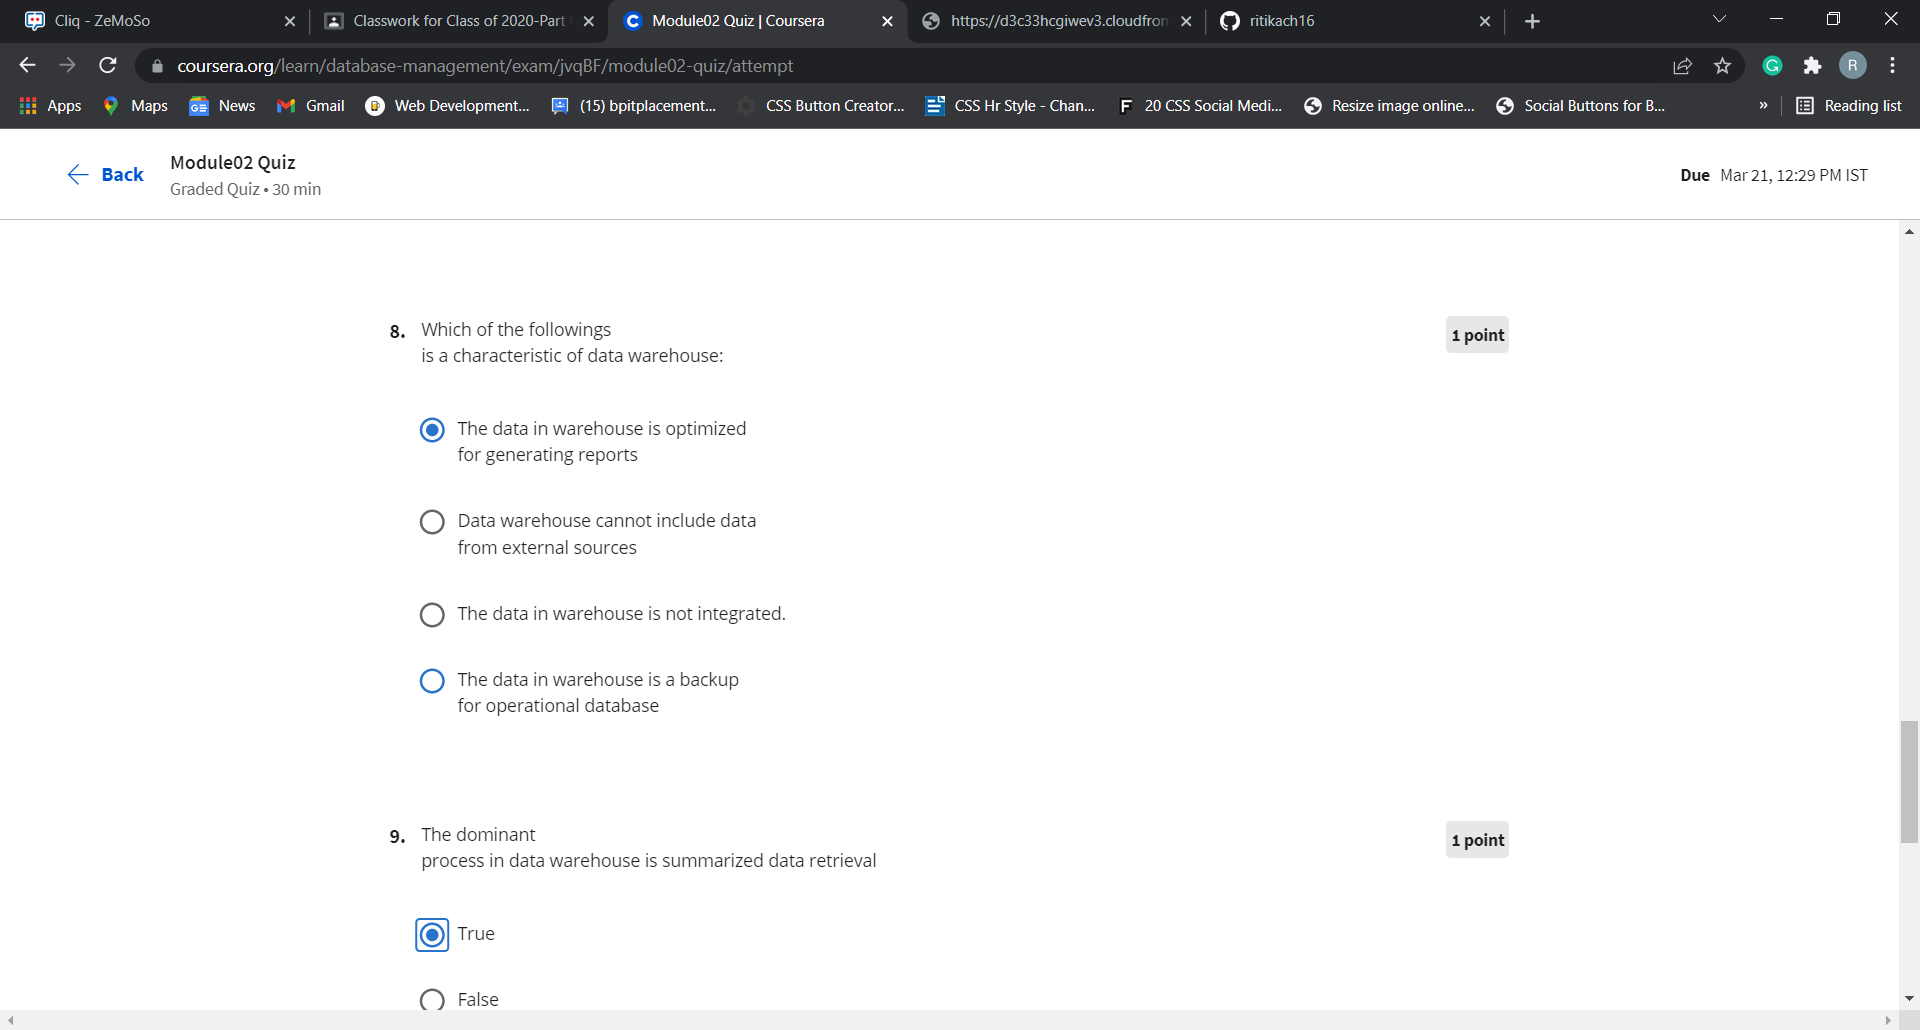 Cliq - ZeMoSo
Classwork for Class of 2020-Part
Module02 Quiz | Coursera
https://d3c33hcgiwev3.cloudfron
ritikach16
coursera.org/learn/database-management/exam/jvqBF/module02-quiz/attempt
G
R
Apps
Maps
News
Gmail
Web Development...
(15) bpitplacement...
CSS Button Creator...
CSS Hr Style - Chan...
F
20 CSS Social Medi...
Resize image online...
Social Buttons for B...
»
Reading list
Back
Module02 Quiz
Graded Quiz • 30 min
Due Mar 21, 12:29 PM IST
8. Which of the followings
is a characteristic of data warehouse:
1 point
The data in warehouse is optimized
for generating reports
Data warehouse cannot include data
from external sources
The data in warehouse is not integrated.
The data in warehouse is a backup
for operational database
9. The dominant
process in data warehouse is summarized data retrieval
1 point
True
False